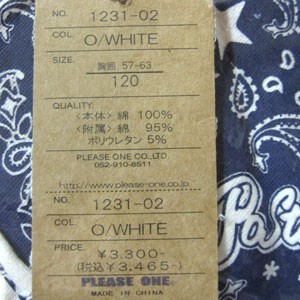 NO. 1231-02
COL. O/WHITE
SIZE. 胸囲 57-63
120
QUALITY.
〈本体〉綿 100%
〈附属〉綿 95%
ポリウレタン 5%
PLEASE ONE CO.,LTD
052-910-8511
http://www.please-one.co.jp
NO. 1231-02
COL. O/WHITE
PRICE. ¥3,300-
(税込 ¥3,465-)
PLEASE ONE.
MADE IN CHINA